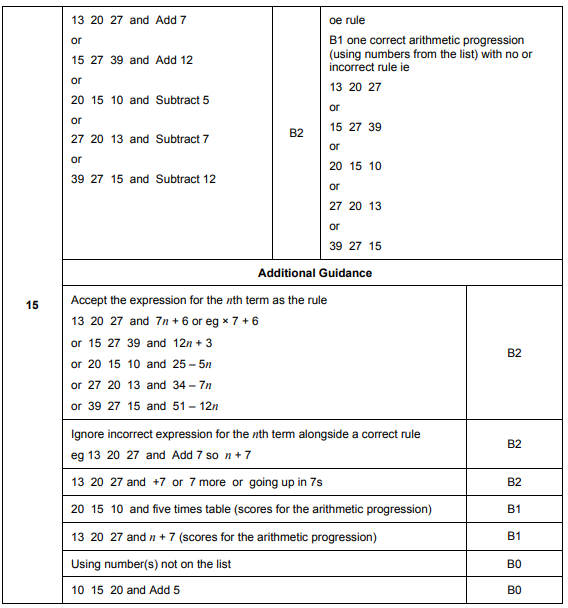 13 20 27 and Add 7
or
15 27 39 and Add 12
or
20 15 10 and Subtract 5
or
27 20 13 and Subtract 7
or
39 27 15 and Subtract 12
B2
oe rule
B1 one correct arithmetic progression
(using numbers from the list) with no or
incorrect rule ie
13 20 27
or
15 27 39
or
20 15 10
or
27 20 13
or
39 27 15
15
Additional Guidance
Accept the expression for the nth term as the rule
13 20 27 and 7n + 6 or eg × 7 + 6
or 15 27 39 and 12n + 3
or 20 15 10 and 25 – 5n
or 27 20 13 and 34 – 7n
or 39 27 15 and 51 – 12n
B2
Ignore incorrect expression for the nth term alongside a correct rule
eg 13 20 27 and Add 7 so n + 7
B2
13 20 27 and +7 or 7 more or going up in 7s
B2
20 15 10 and five times table (scores for the arithmetic progression)
B1
13 20 27 and n + 7 (scores for the arithmetic progression)
B1
Using number(s) not on the list
B0
10 15 20 and Add 5
B0